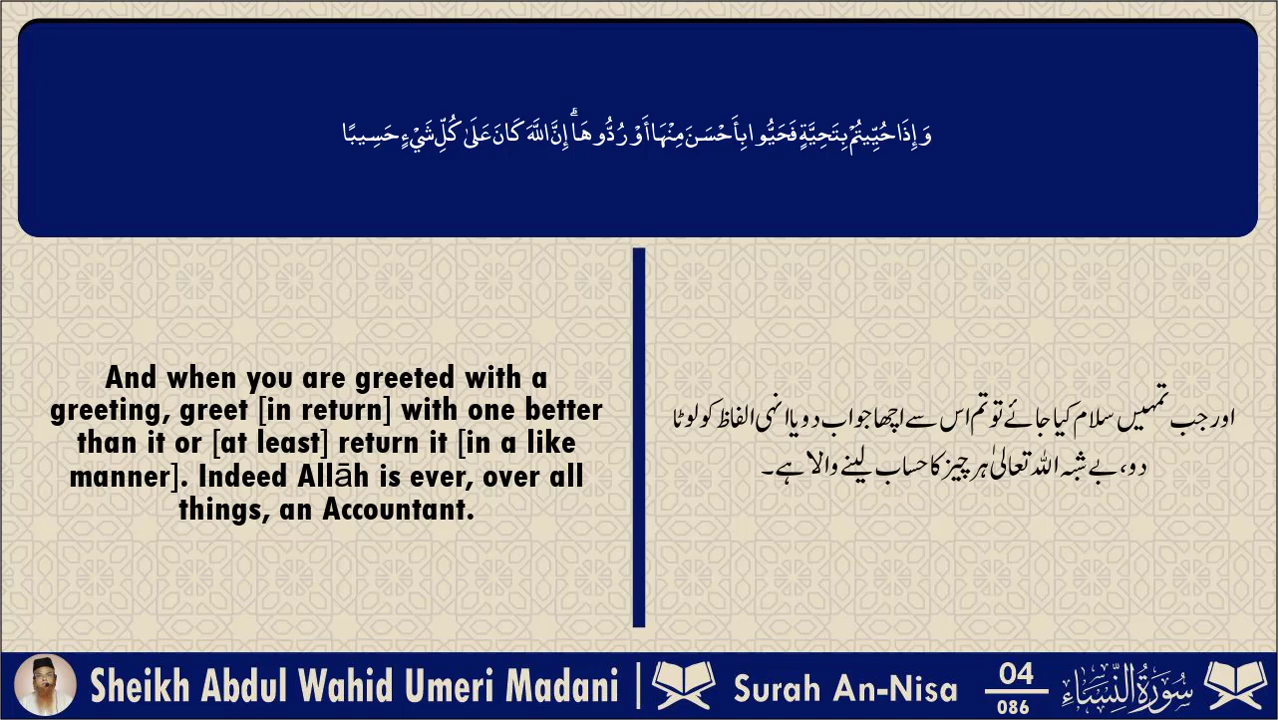 وَإِذَا حُيِّيتُمْ بِتَحِيَّةٍ فَحَيُّوا بِأَحْسَنَ مِنْهَا أَوْ رُدُّوهَا ۗ إِنَّ اللَّهَ كَانَ عَلَىٰ كُلِّ شَيْءٍ حَسِيبًا
And when you are greeted with a
greeting, greet [in return] with one better
than it or [at least] return it [in a like
manner]. Indeed Allāh is ever, over all
things, an Accountant.
اور جب تمہیں سلام کیا جائے تو تم اس سے اچھا جواب دو یا انہی الفاظ کو لوٹا
دو، بے شبہ اللہ تعالیٰ ہر چیز کا حساب لینے والا ہے۔
Sheikh Abdul Wahid Umeri Madani |
Surah An-Nisa
04
086
سُورَةُ النِّسَاءِ